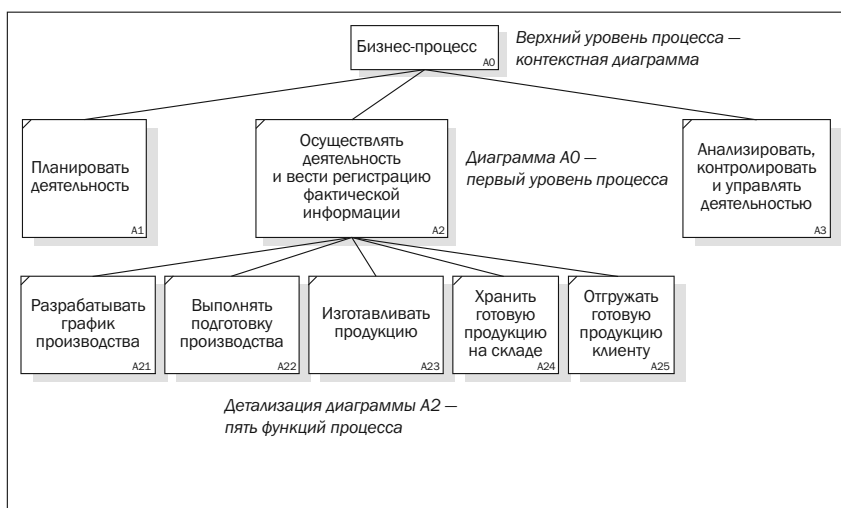 Бизнес-процесс
A0
Верхний уровень процесса —
контекстная диаграмма
Планировать
деятельность
A1
Осуществлять
деятельность
и вести регистрацию
фактической
информации
A2
Диаграмма A0 —
первый уровень процесса
Анализировать,
контролировать
и управлять
деятельностью
A3
Разрабатывать
график
производства
A21
Выполнять
подготовку
производства
A22
Изготавливать
продукцию
A23
Хранить
готовую
продукцию
на складе
A24
Отгружать
готовую
продукцию
клиенту
A25
Детализация диаграммы A2 —
пять функций процесса